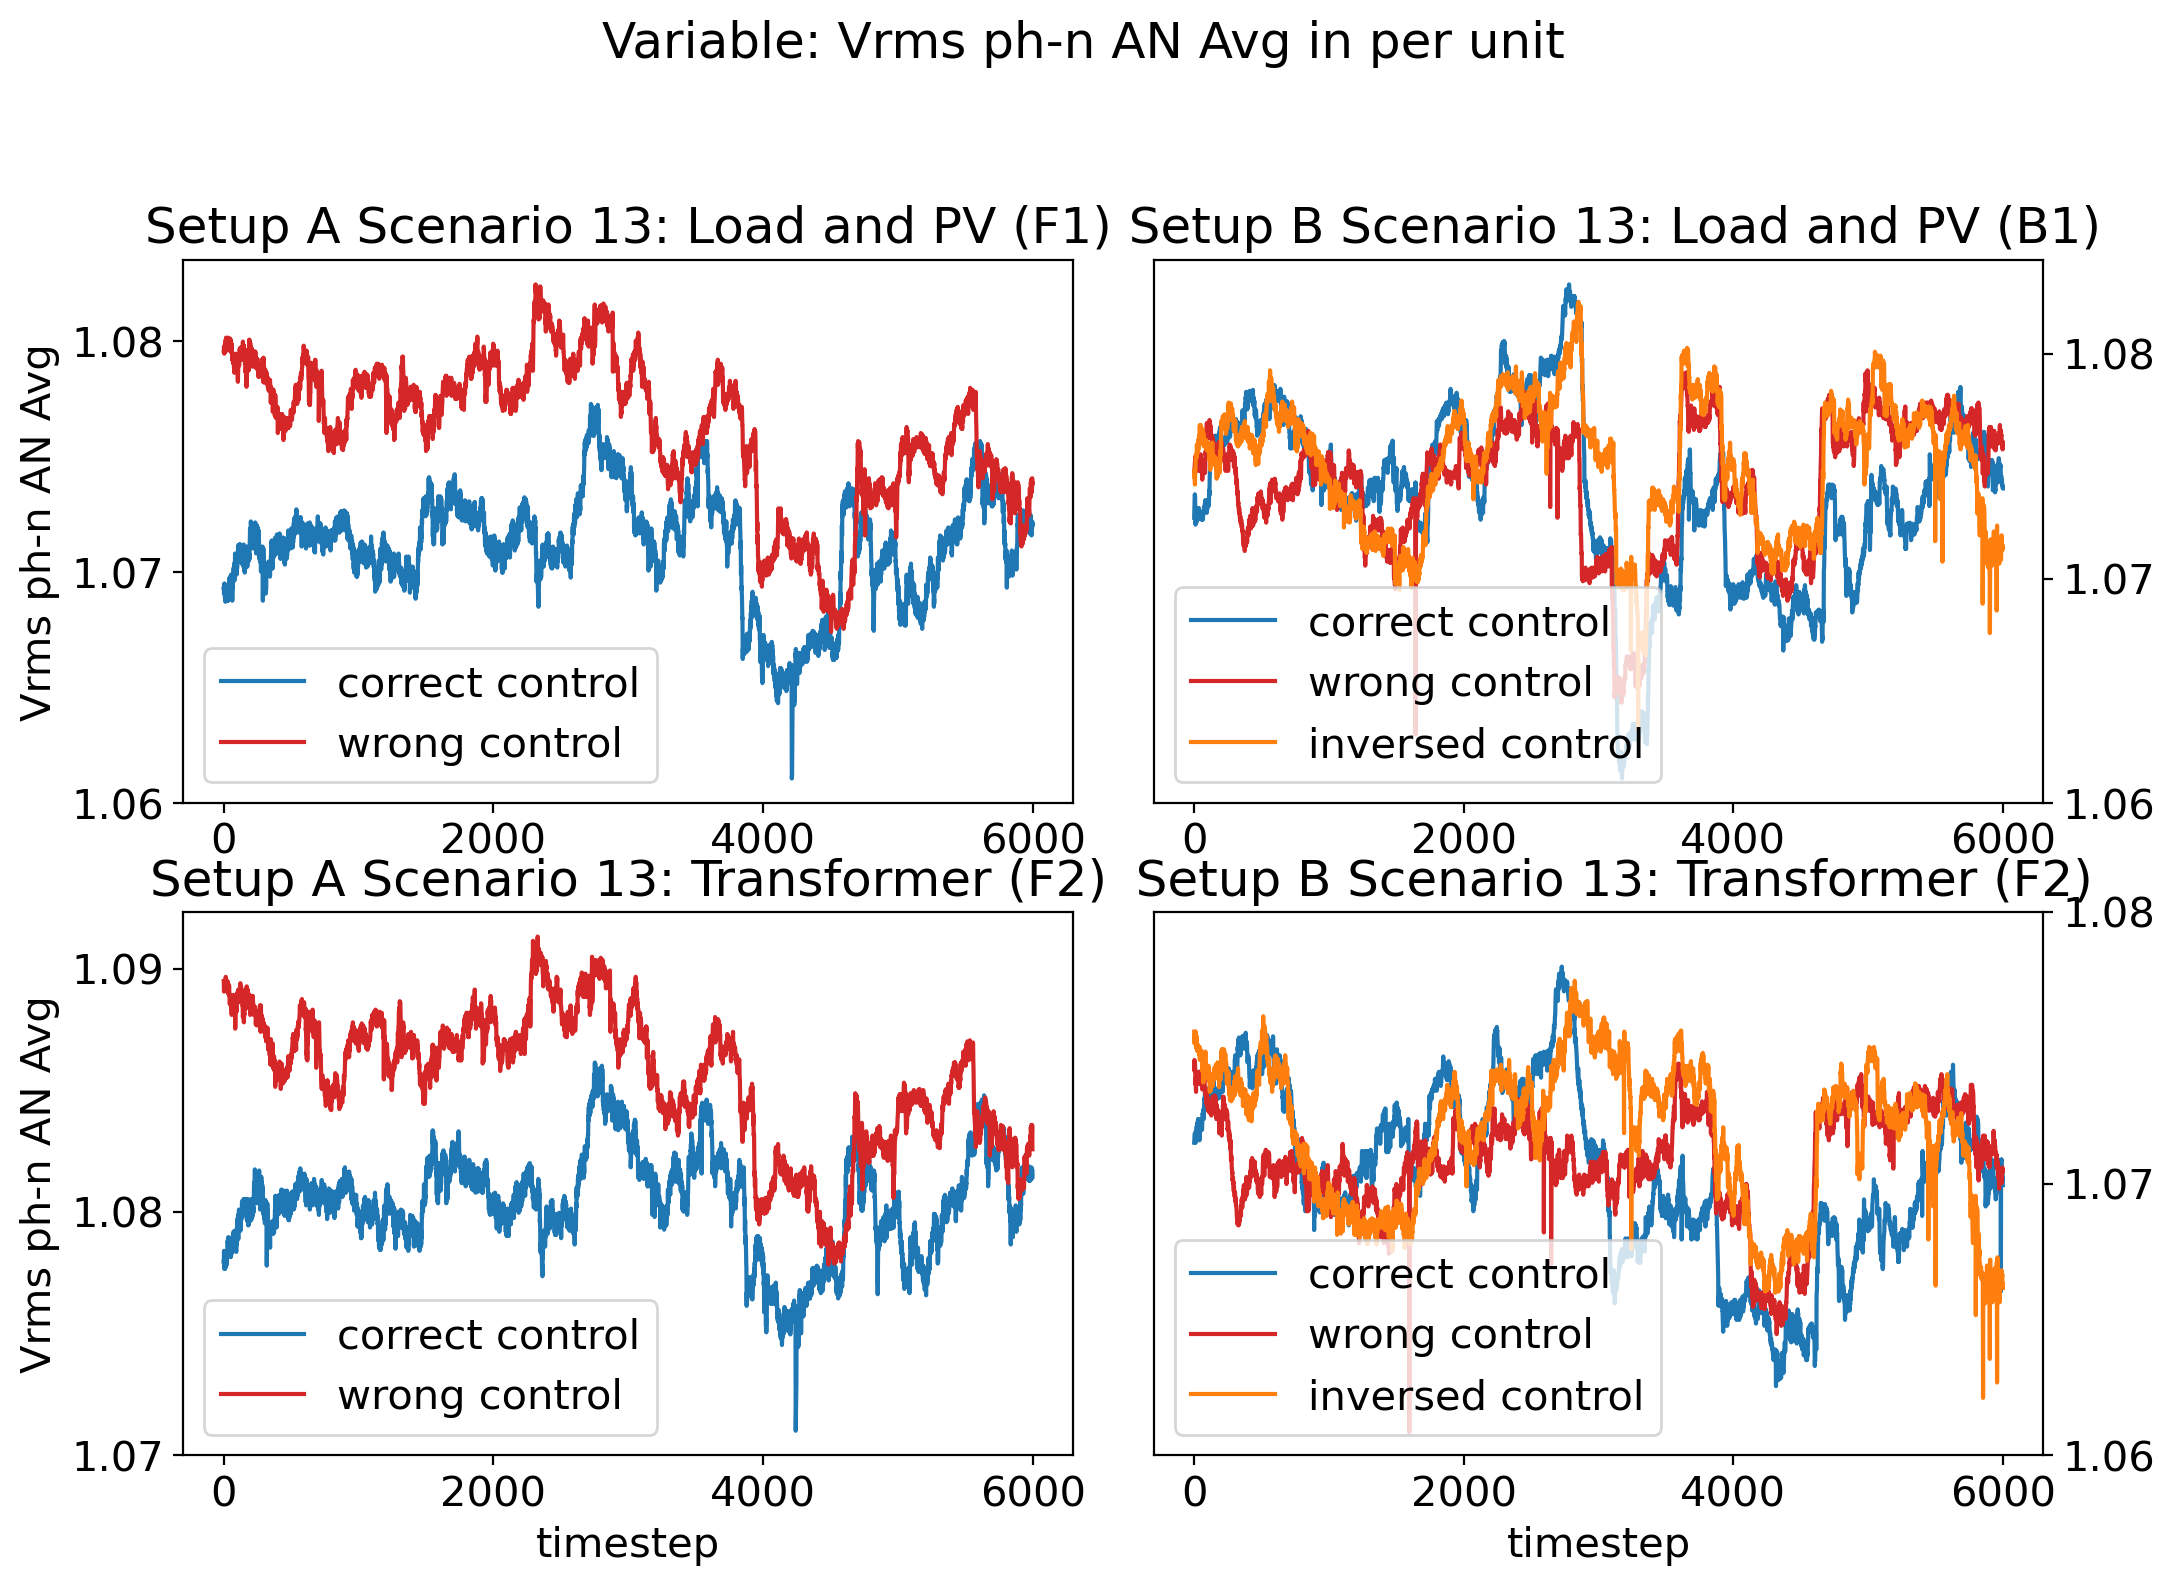 Variable: Vrms ph-n AN Avg in per unit
Setup A Scenario 13: Load and PV (F1)
Vrms ph-n AN Avg
1.08
1.07
1.06
correct control
wrong control
0 2000 4000 6000
Setup B Scenario 13: Load and PV (B1)
1.08
1.07
1.06
correct control
wrong control
inversed control
0 2000 4000 6000
Setup A Scenario 13: Transformer (F2)
Vrms ph-n AN Avg
1.09
1.08
1.07
correct control
wrong control
0 2000 4000 6000
timestep
Setup B Scenario 13: Transformer (F2)
1.08
1.07
1.06
correct control
wrong control
inversed control
0 2000 4000 6000
timestep